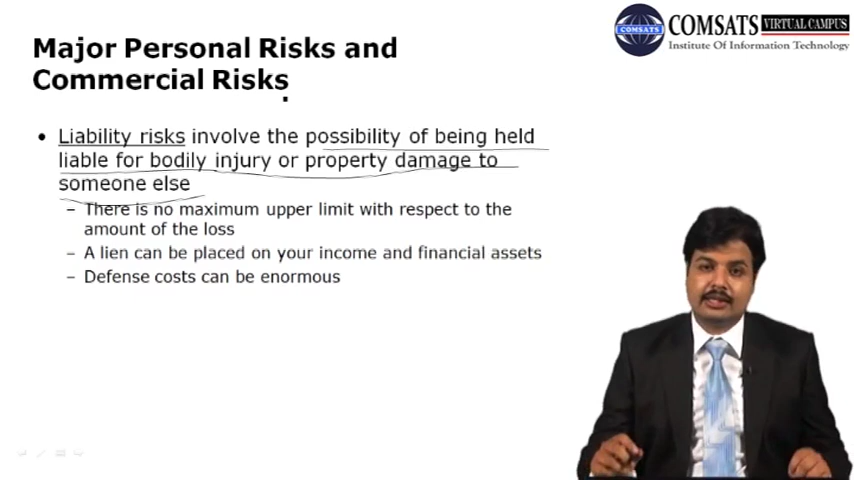 COMSATS VIRTUAL CAMPUS
Institute Of Information Technology
COMSATS
Major Personal Risks and
Commercial Risks
• Liability risks involve the possibility of being held
liable for bodily injury or property damage to
someone else
– There is no maximum upper limit with respect to the
amount of the loss
– A lien can be placed on your income and financial assets
– Defense costs can be enormous